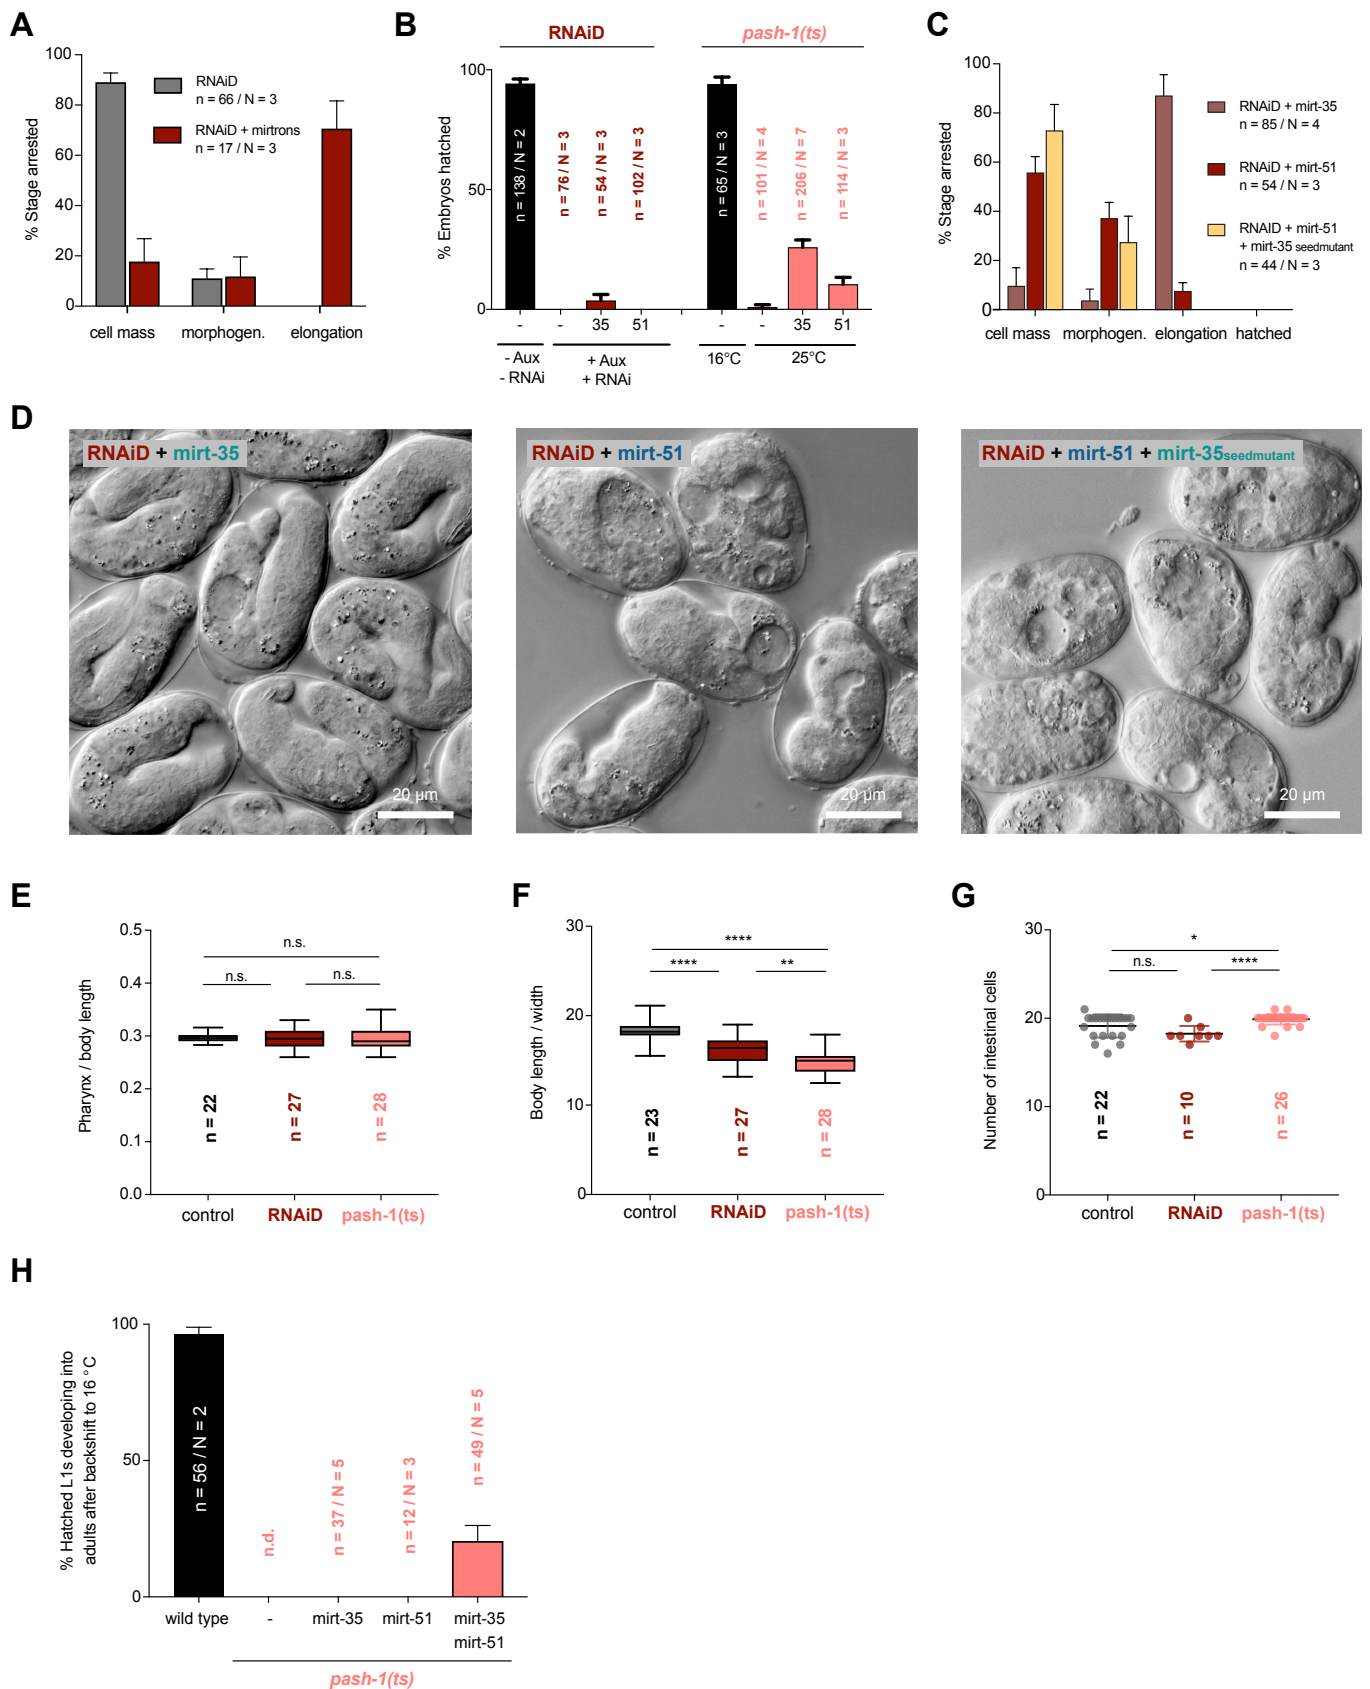 A
% Stage arrested
100
80
60
40
20
0
RNAiD
n = 66 / N = 3
RNAiD + mirtrons
n = 17 / N = 3
cell mass
morphogen.
elongation
B
RNAiD
pash-1(ts)
% Embryos hatched
100
50
0
n = 138 / N = 2
n = 76 / N = 3
n = 54 / N = 3
n = 102 / N = 3
n = 65 / N = 3
n = 101 / N = 4
n = 206 / N = 7
n = 114 / N = 3
- - 35 51 - - 35 51
- Aux
- RNAi
+ Aux
+ RNAi
16°C
25°C
C
% Stage arrested
100
80
60
40
20
0
RNAiD + mirt-35
n = 85 / N = 4
RNAiD + mirt-51
n = 54 / N = 3
RNAiD + mirt-51
+ mirt-35 seedmutant
n = 44 / N = 3
cell mass
morphogen.
elongation
hatched
D
RNAiD + mirt-35
20 µm
RNAiD + mirt-51
20 µm
RNAiD + mirt-51 + mirt-35seedmutant
20 µm
E
Pharynx / body length
0.5
0.4
0.3
0.2
0.1
0.0
n.s.
n.s.
n.s.
n = 22
n = 27
n = 28
control
RNAiD
pash-1(ts)
F
Body length / width
30
20
10
0
****
****
**
n = 23
n = 27
n = 28
control
RNAiD
pash-1(ts)
G
Number of intestinal cells
30
20
10
0
*
n.s.
****
n = 22
n = 10
n = 26
control
RNAiD
pash-1(ts)
H
% Hatched L1s developing into
adults after backshift to 16 °C
100
50
0
n = 56 / N = 2
n.d.
n = 37 / N = 5
n = 12 / N = 3
n = 49 / N = 5
wild type
-
mirt-35
mirt-51
mirt-35
mirt-51
pash-1(ts)